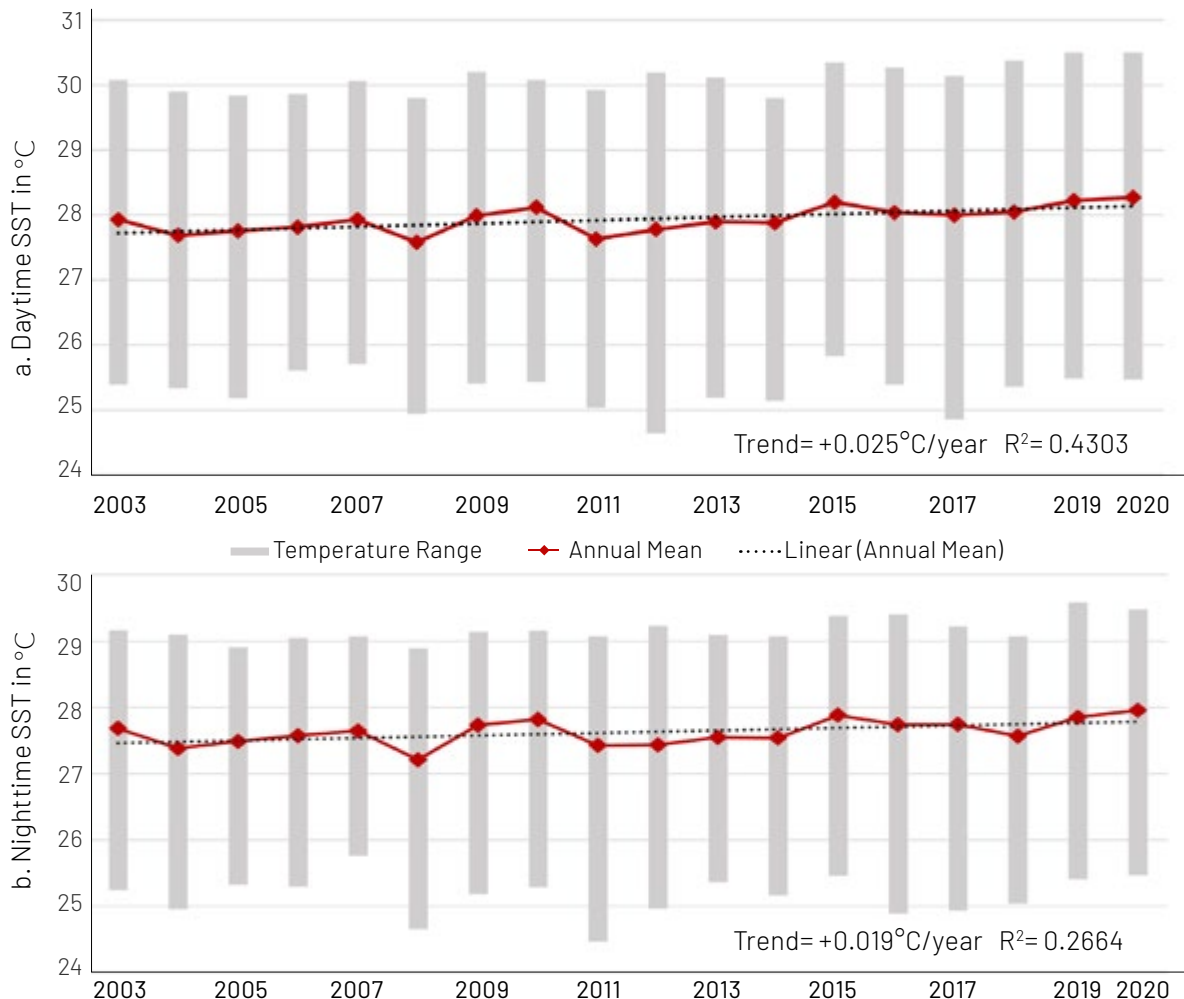 31
30
29
28
27
26
25
24
a. Daytime SST in °C
Trend= +0.025°C/year R²= 0.4303
2003 2005 2007 2009 2011 2013 2015 2017 2019 2020
Temperature Range Annual Mean Linear (Annual Mean)
30
29
28
27
26
25
24
b. Nighttime SST in °C
Trend= +0.019°C/year R²= 0.2664
2003 2005 2007 2009 2011 2013 2015 2017 2019 2020